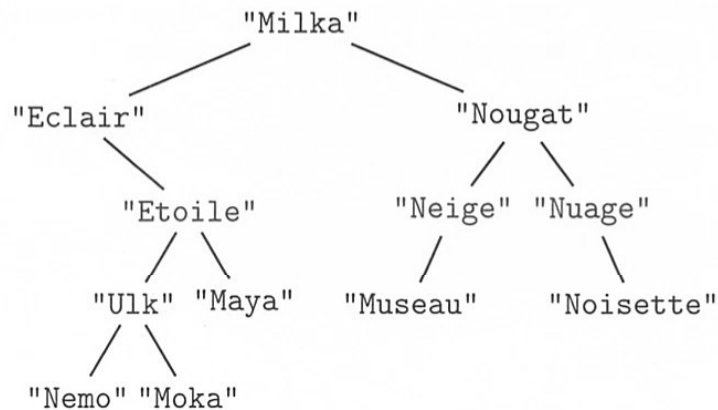 "Milka"
"Eclair" "Nougat"
"Etoile" "Neige" "Nuage"
"Ulk" "Maya" "Museau" "Noisette"
"Nemo" "Moka"